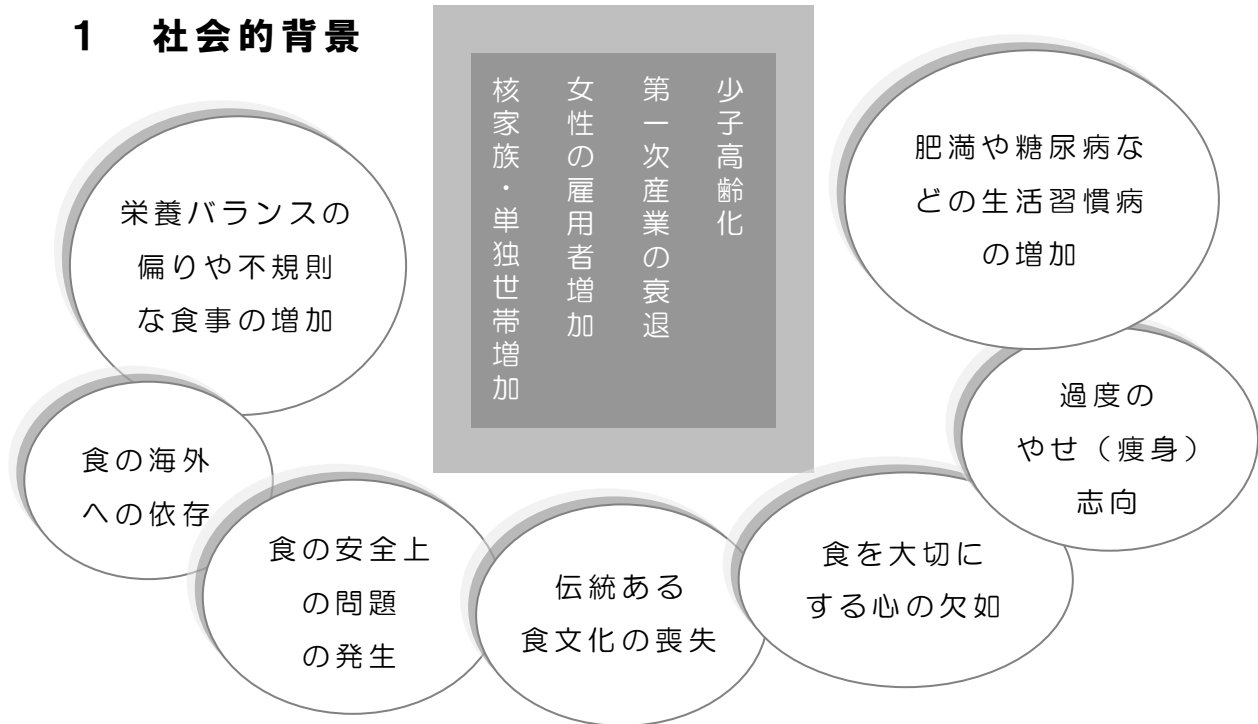 1 社会的背景
少子高齢化
第一次産業の衰退
女性の雇用者増加
核家族・単独世帯増加
栄養バランスの
偏りや不規則
な食事の増加
食の海外
への依存
食の安全上
の問題
の発生
伝統ある
食文化の喪失
食を大切に
する心の欠如
過度の
やせ（痩身）
志向
肥満や糖尿病な
どの生活習慣病
の増加